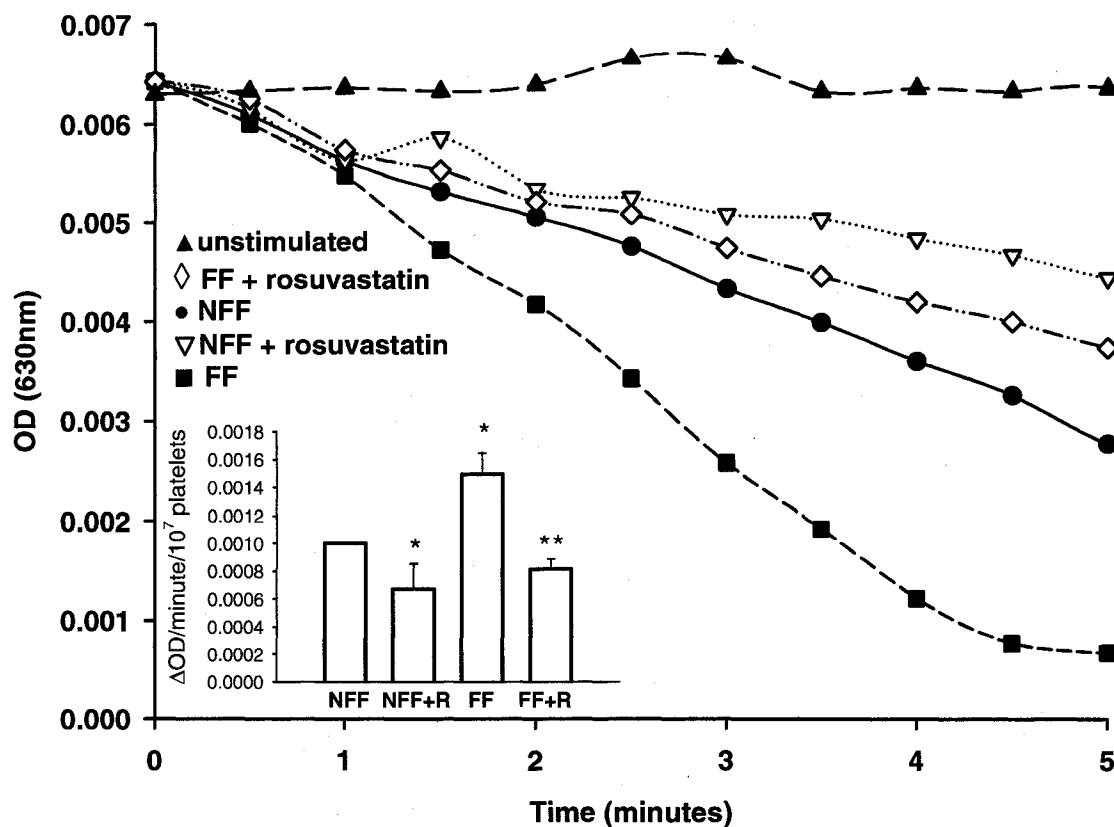 0.007
0.006
0.005
0.004
0.003
0.002
0.001
0.000
OD (630nm)
▲ unstimulated
◇ FF + rosuvastatin
● NFF
▽ NFF + rosuvastatin
■ FF
0.0018
0.0016
0.0014
0.0012
0.0010
0.0008
0.0006
0.0004
0.0002
0.0000
ΔOD/minute/10⁷ platelets
*
*
**
NFF NFF+R FF FF+R
0 1 2 3 4 5
Time (minutes)